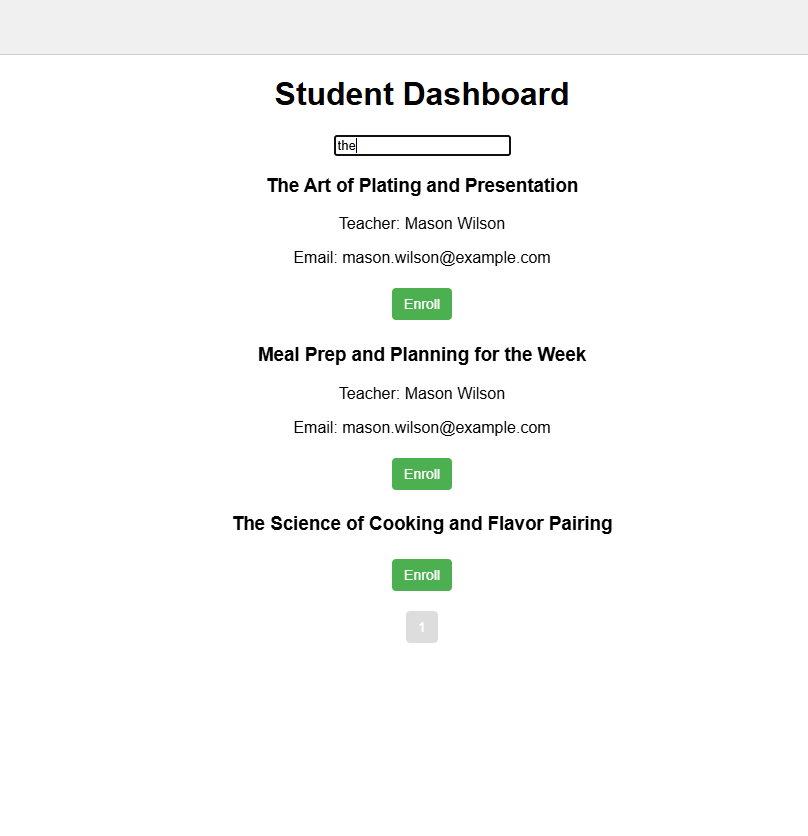 Student Dashboard
the
The Art of Plating and Presentation
Teacher: Mason Wilson
Email: mason.wilson@example.com
Enroll
Meal Prep and Planning for the Week
Teacher: Mason Wilson
Email: mason.wilson@example.com
Enroll
The Science of Cooking and Flavor Pairing
Enroll
1